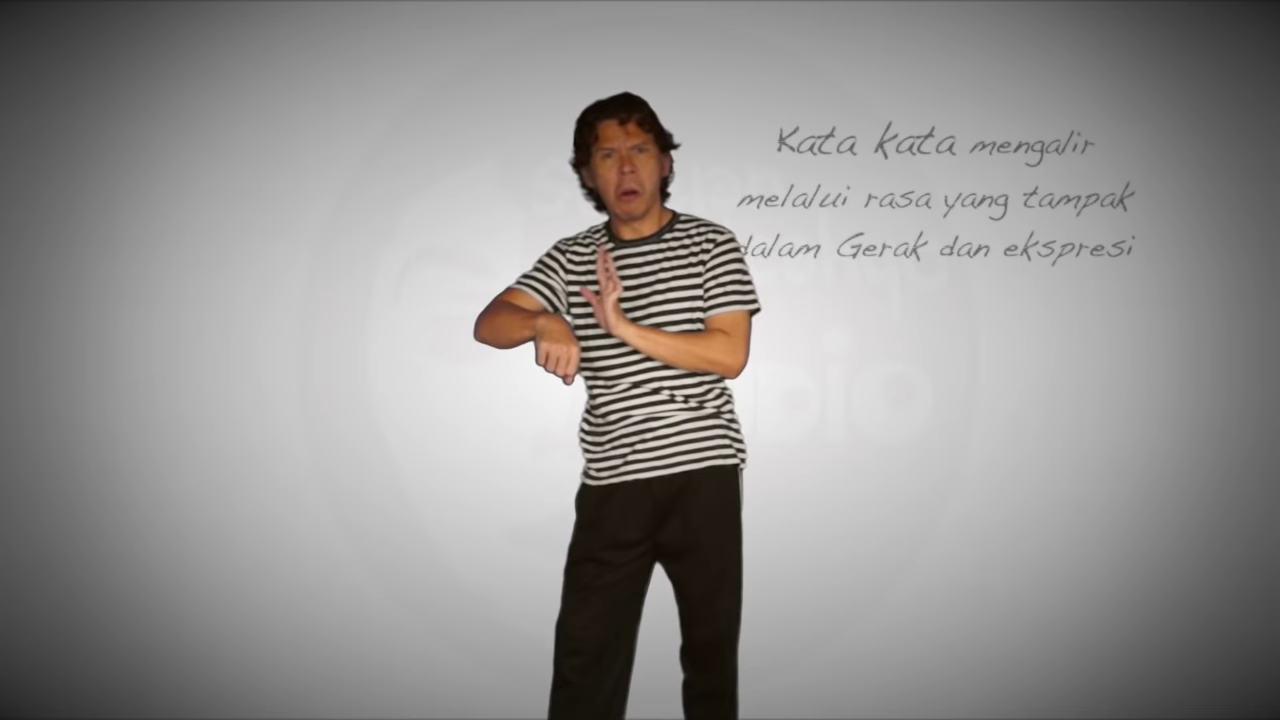 Kata kata mengalir
melalui rasa yang tampak
dalam Gerak dan ekspresi